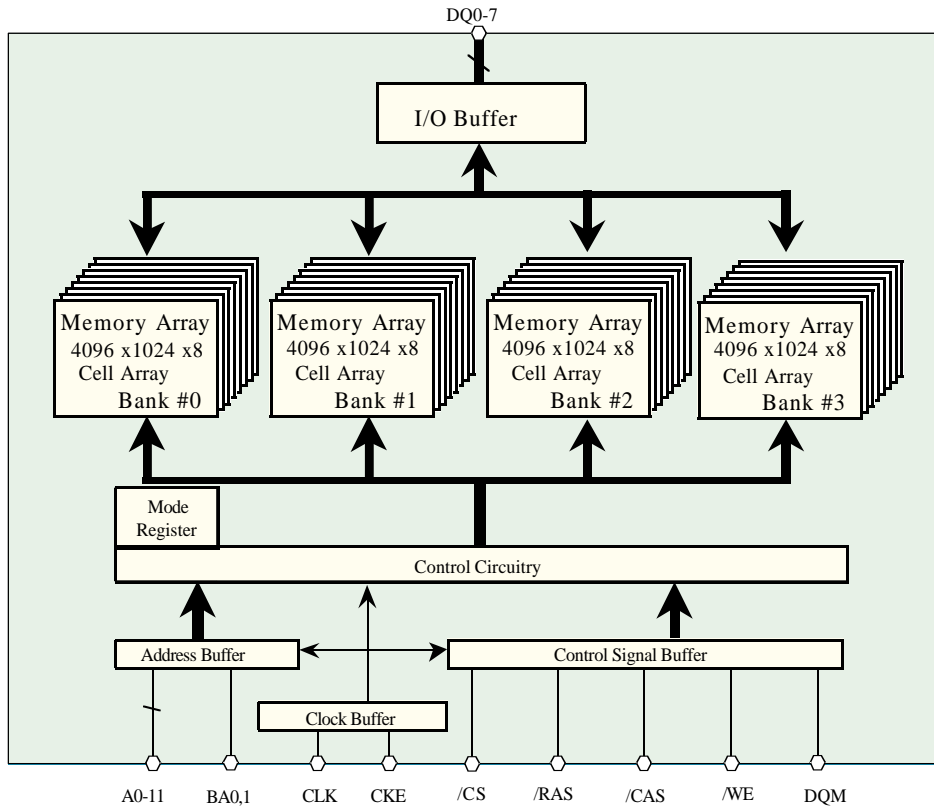 DQ0-7
I/O Buffer
Memory Array
4096 x1024 x8
Cell Array
Bank #0
Memory Array
4096 x1024 x8
Cell Array
Bank #1
Memory Array
4096 x1024 x8
Cell Array
Bank #2
Memory Array
4096 x1024 x8
Cell Array
Bank #3
Mode
Register
Control Circuitry
Address Buffer
Control Signal Buffer
Clock Buffer
A0-11 BA0,1 CLK CKE /CS /RAS /CAS /WE DQM